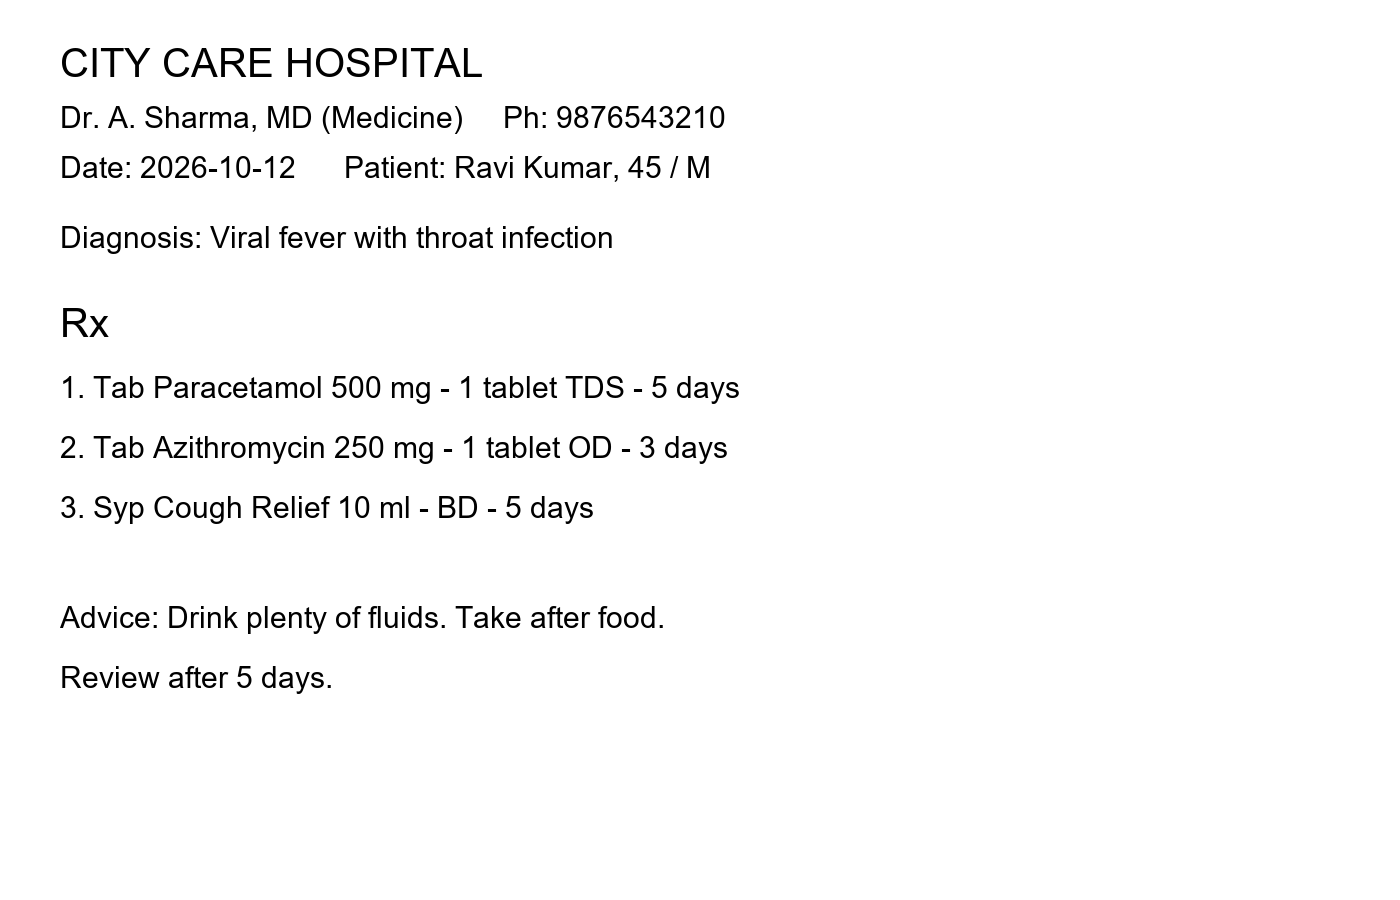 CITY CARE HOSPITAL
Dr. A. Sharma, MD (Medicine)     Ph: 9876543210
Date: 2026-10-12      Patient: Ravi Kumar, 45 / M
Diagnosis: Viral fever with throat infection
Rx
1. Tab Paracetamol 500 mg - 1 tablet TDS - 5 days
2. Tab Azithromycin 250 mg - 1 tablet OD - 3 days
3. Syp Cough Relief 10 ml - BD - 5 days
Advice: Drink plenty of fluids. Take after food.
Review after 5 days.